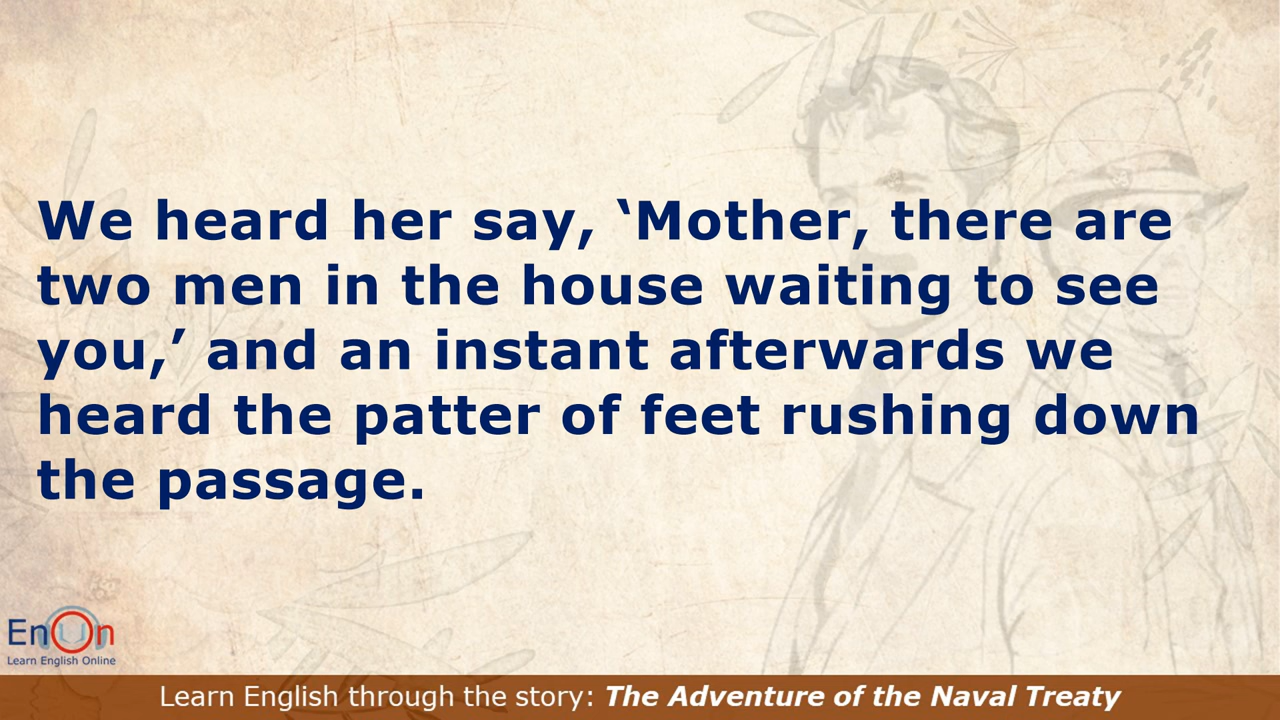 We heard her say, ‘Mother, there are
two men in the house waiting to see
you,’ and an instant afterwards we
heard the patter of feet rushing down
the passage.
EnOn
Learn English Online
Learn English through the story: The Adventure of the Naval Treaty